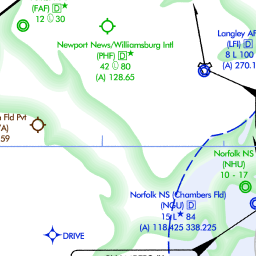 (FAF) D*
12 L 30
Newport News/Williamsburg Intl
(PHF) D*
42 L 80
(A) 128.65
Langley AF
(LFI) D
8 L 100
(A) 270.1
n Fld Pvt
A)
59
Norfolk NS
(NHU)
10 - 17
Norfolk NS (Chambers Fld)
(NGU) D
15 L* 84
(A) 118.425 338.225
DRIVE